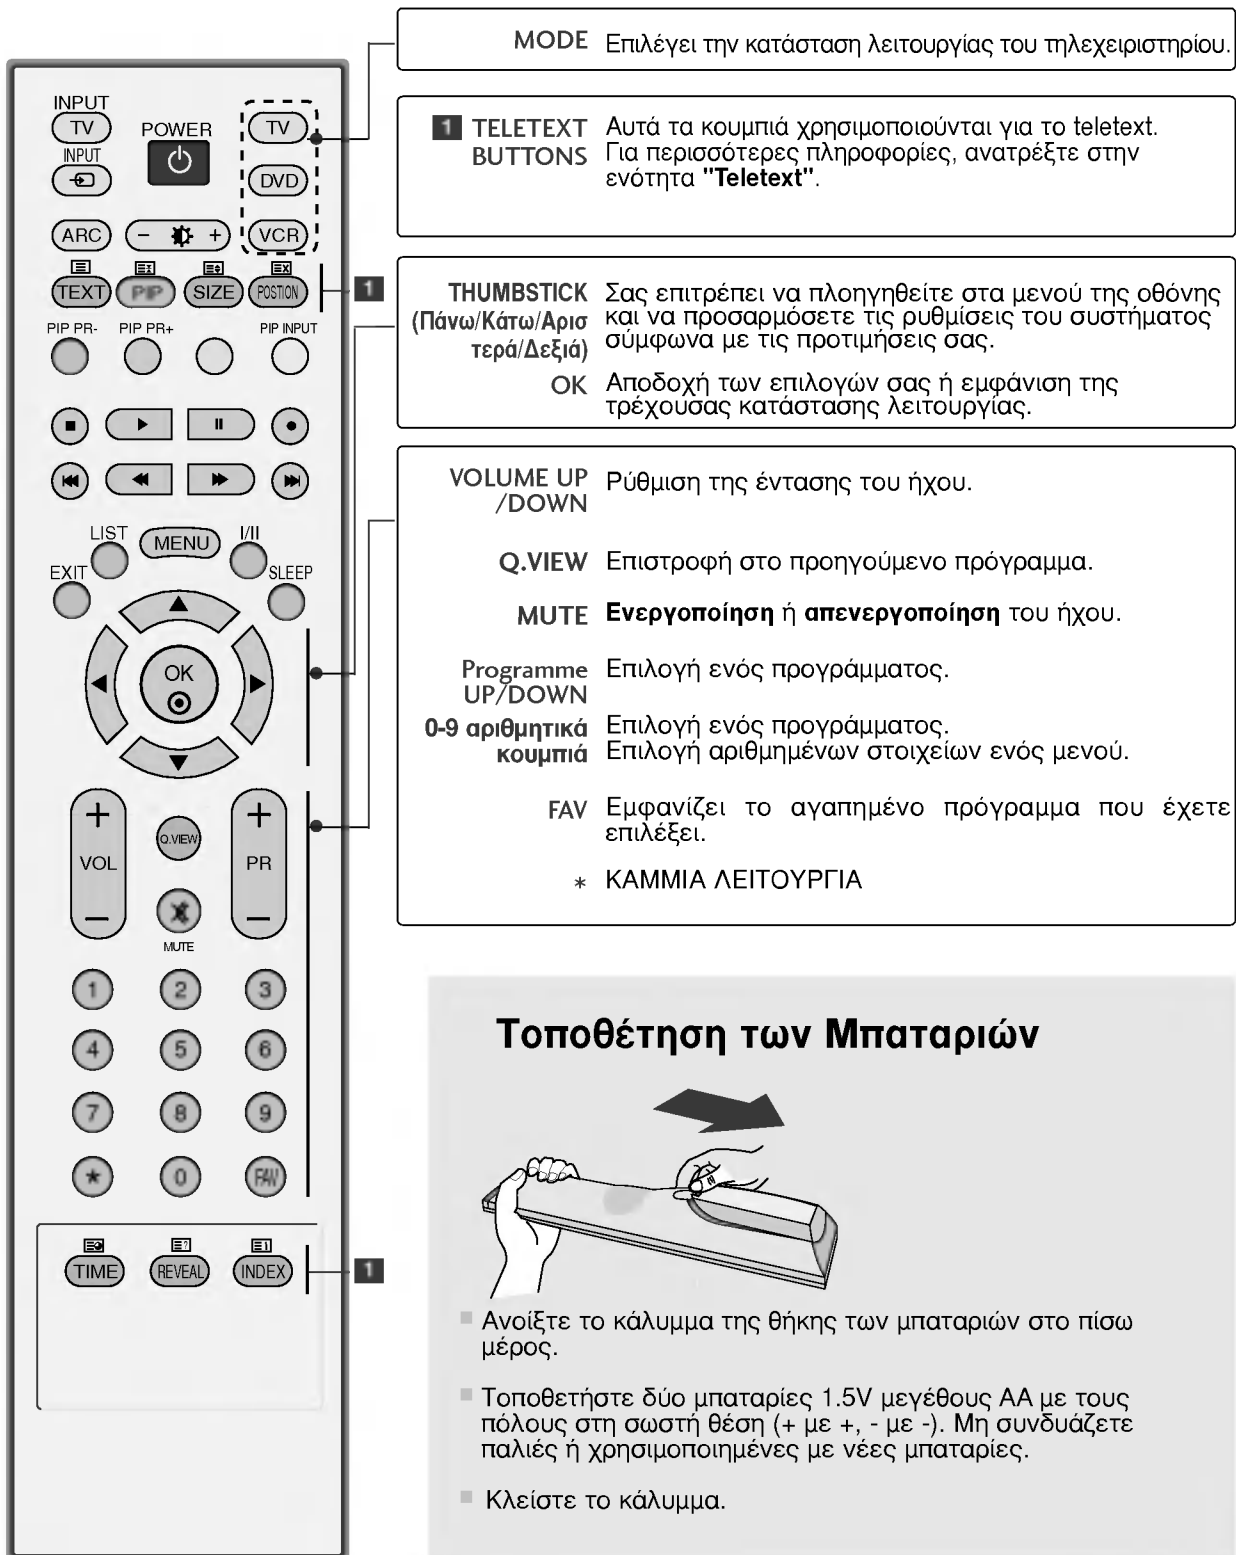 MODE Επιλέγει την κατάσταση λειτουργίας του τηλεχειριστηρίου.
1 TELETEXT BUTTONS
Αυτά τα κουμπιά χρησιμοποιούνται για το teletext.
Για περισσότερες πληροφορίες, ανατρέξτε στην
ενότητα "Teletext".
THUMBSTICK
(Πάνω/Κάτω/Αρισ
τερά/Δεξιά)
Σας επιτρέπει να πλοηγηθείτε στα μενού της οθόνης
και να προσαρμόσετε τις ρυθμίσεις του συστήματος
σύμφωνα με τις προτιμήσεις σας.
OK
Αποδοχή των επιλογών σας ή εμφάνιση της
τρέχουσας κατάστασης λειτουργίας.
VOLUME UP
/DOWN
Ρύθμιση της έντασης του ήχου.
Q.VIEW Επιστροφή στο προηγούμενο πρόγραμμα.
MUTE Ενεργοποίηση ή απενεργοποίηση του ήχου.
Programme
UP/DOWN
Επιλογή ενός προγράμματος.
0-9 αριθμητικά
κουμπιά
Επιλογή ενός προγράμματος.
Επιλογή αριθμημένων στοιχείων ενός μενού.
FAV
Εμφανίζει το αγαπημένο πρόγραμμα που έχετε
επιλέξει.
* ΚΑΜΜΙΑ ΛΕΙΤΟΥΡΓΙΑ
INPUT
TV POWER TV
INPUT
DVD
ARC - + VCR
TEXT PIP SIZE POSTION 1
PIP PR- PIP PR+ PIP INPUT
LIST MENU I/II
EXIT SLEEP
OK
+ +
VOL Q.VIEW PR
- -
MUTE
1 2 3
4 5 6
7 8 9
* 0 FAV
TIME REVEAL INDEX 1
Τοποθέτηση των Μπαταριών
Ανοίξτε το κάλυμμα της θήκης των μπαταριών στο πίσω
μέρος.
Τοποθετήστε δύο μπαταρίες 1.5V μεγέθους AA με τους
πόλους στη σωστή θέση (+ με +, - με -). Μη συνδυάζετε
παλιές ή χρησιμοποιημένες με νέες μπαταρίες.
Κλείστε το κάλυμμα.